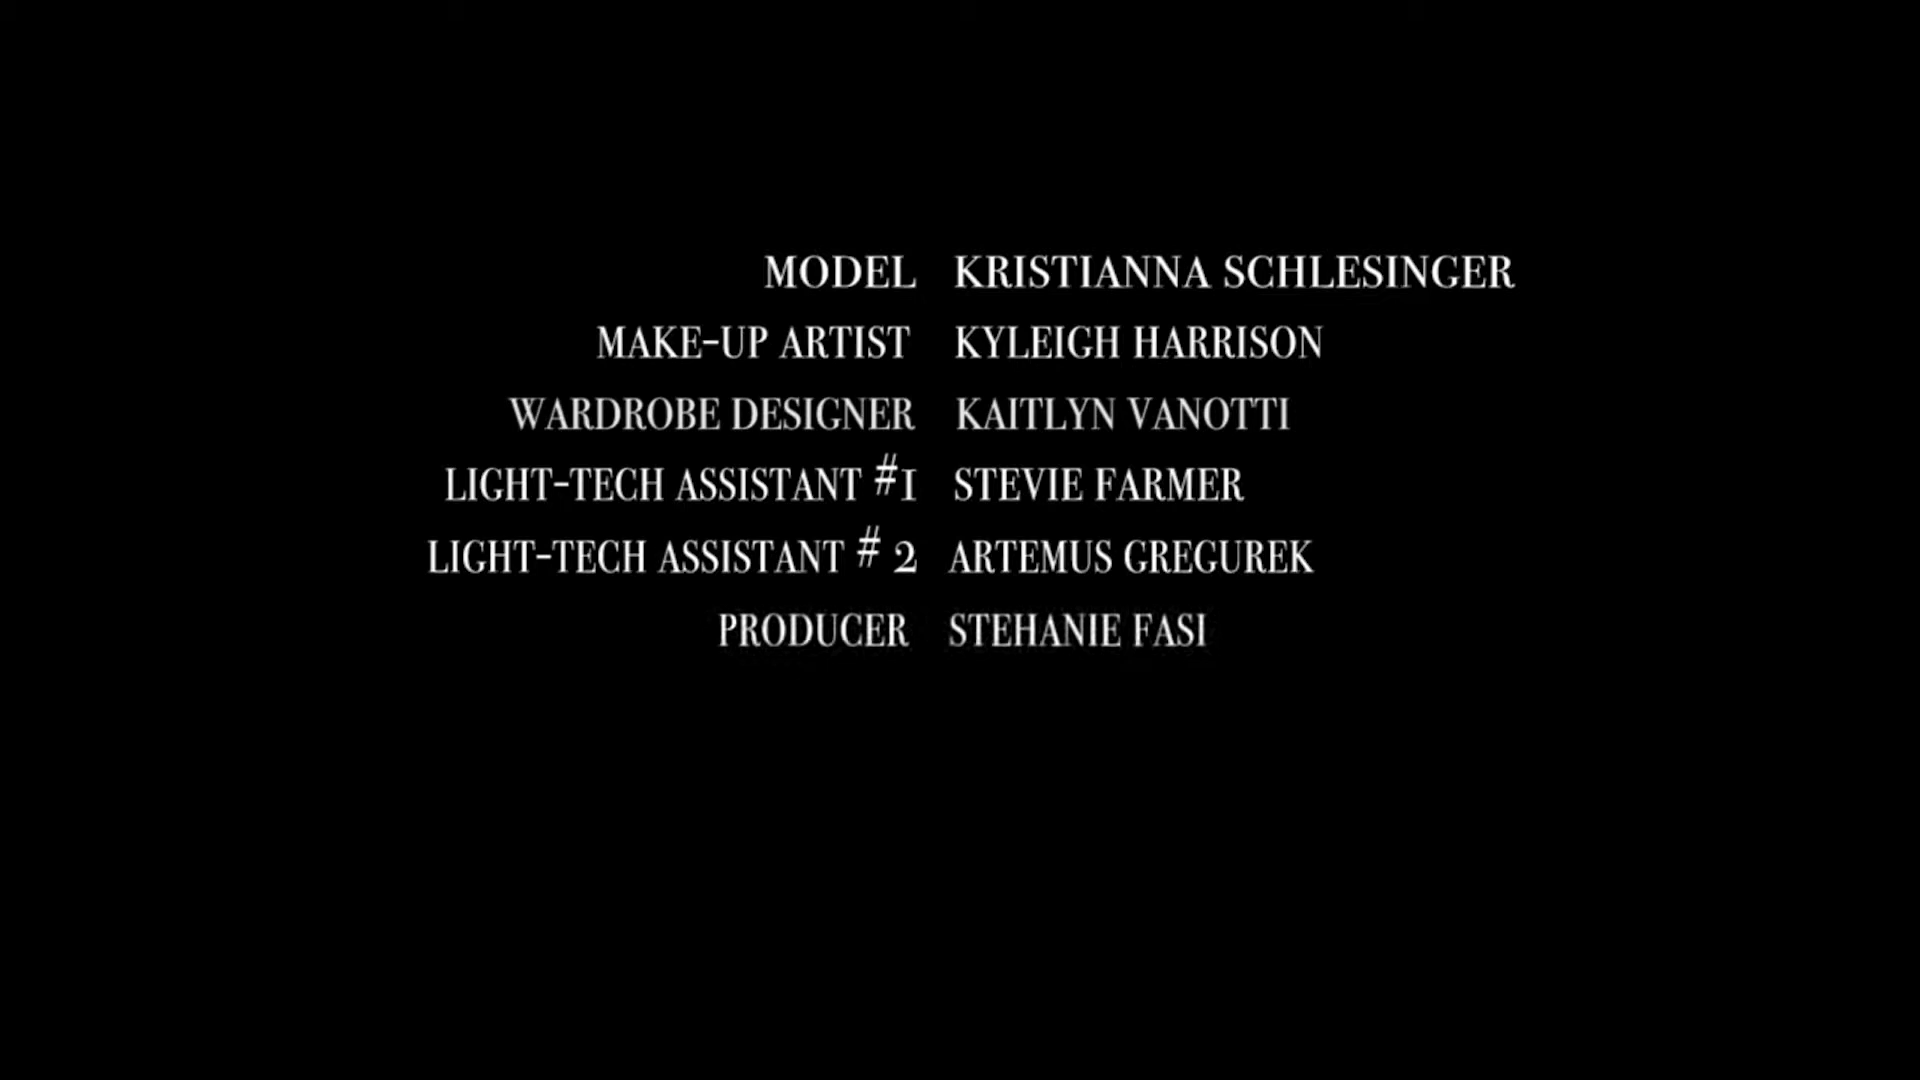 MODEL KRISTIANNA SCHLESINGER
MAKE-UP ARTIST KYLEIGH HARRISON
WARDROBE DESIGNER KAITLYN VANOTTI
LIGHT-TECH ASSISTANT #1 STEVIE FARMER
LIGHT-TECH ASSISTANT # 2 ARTEMUS GREGUREK
PRODUCER STEHANIE FASI